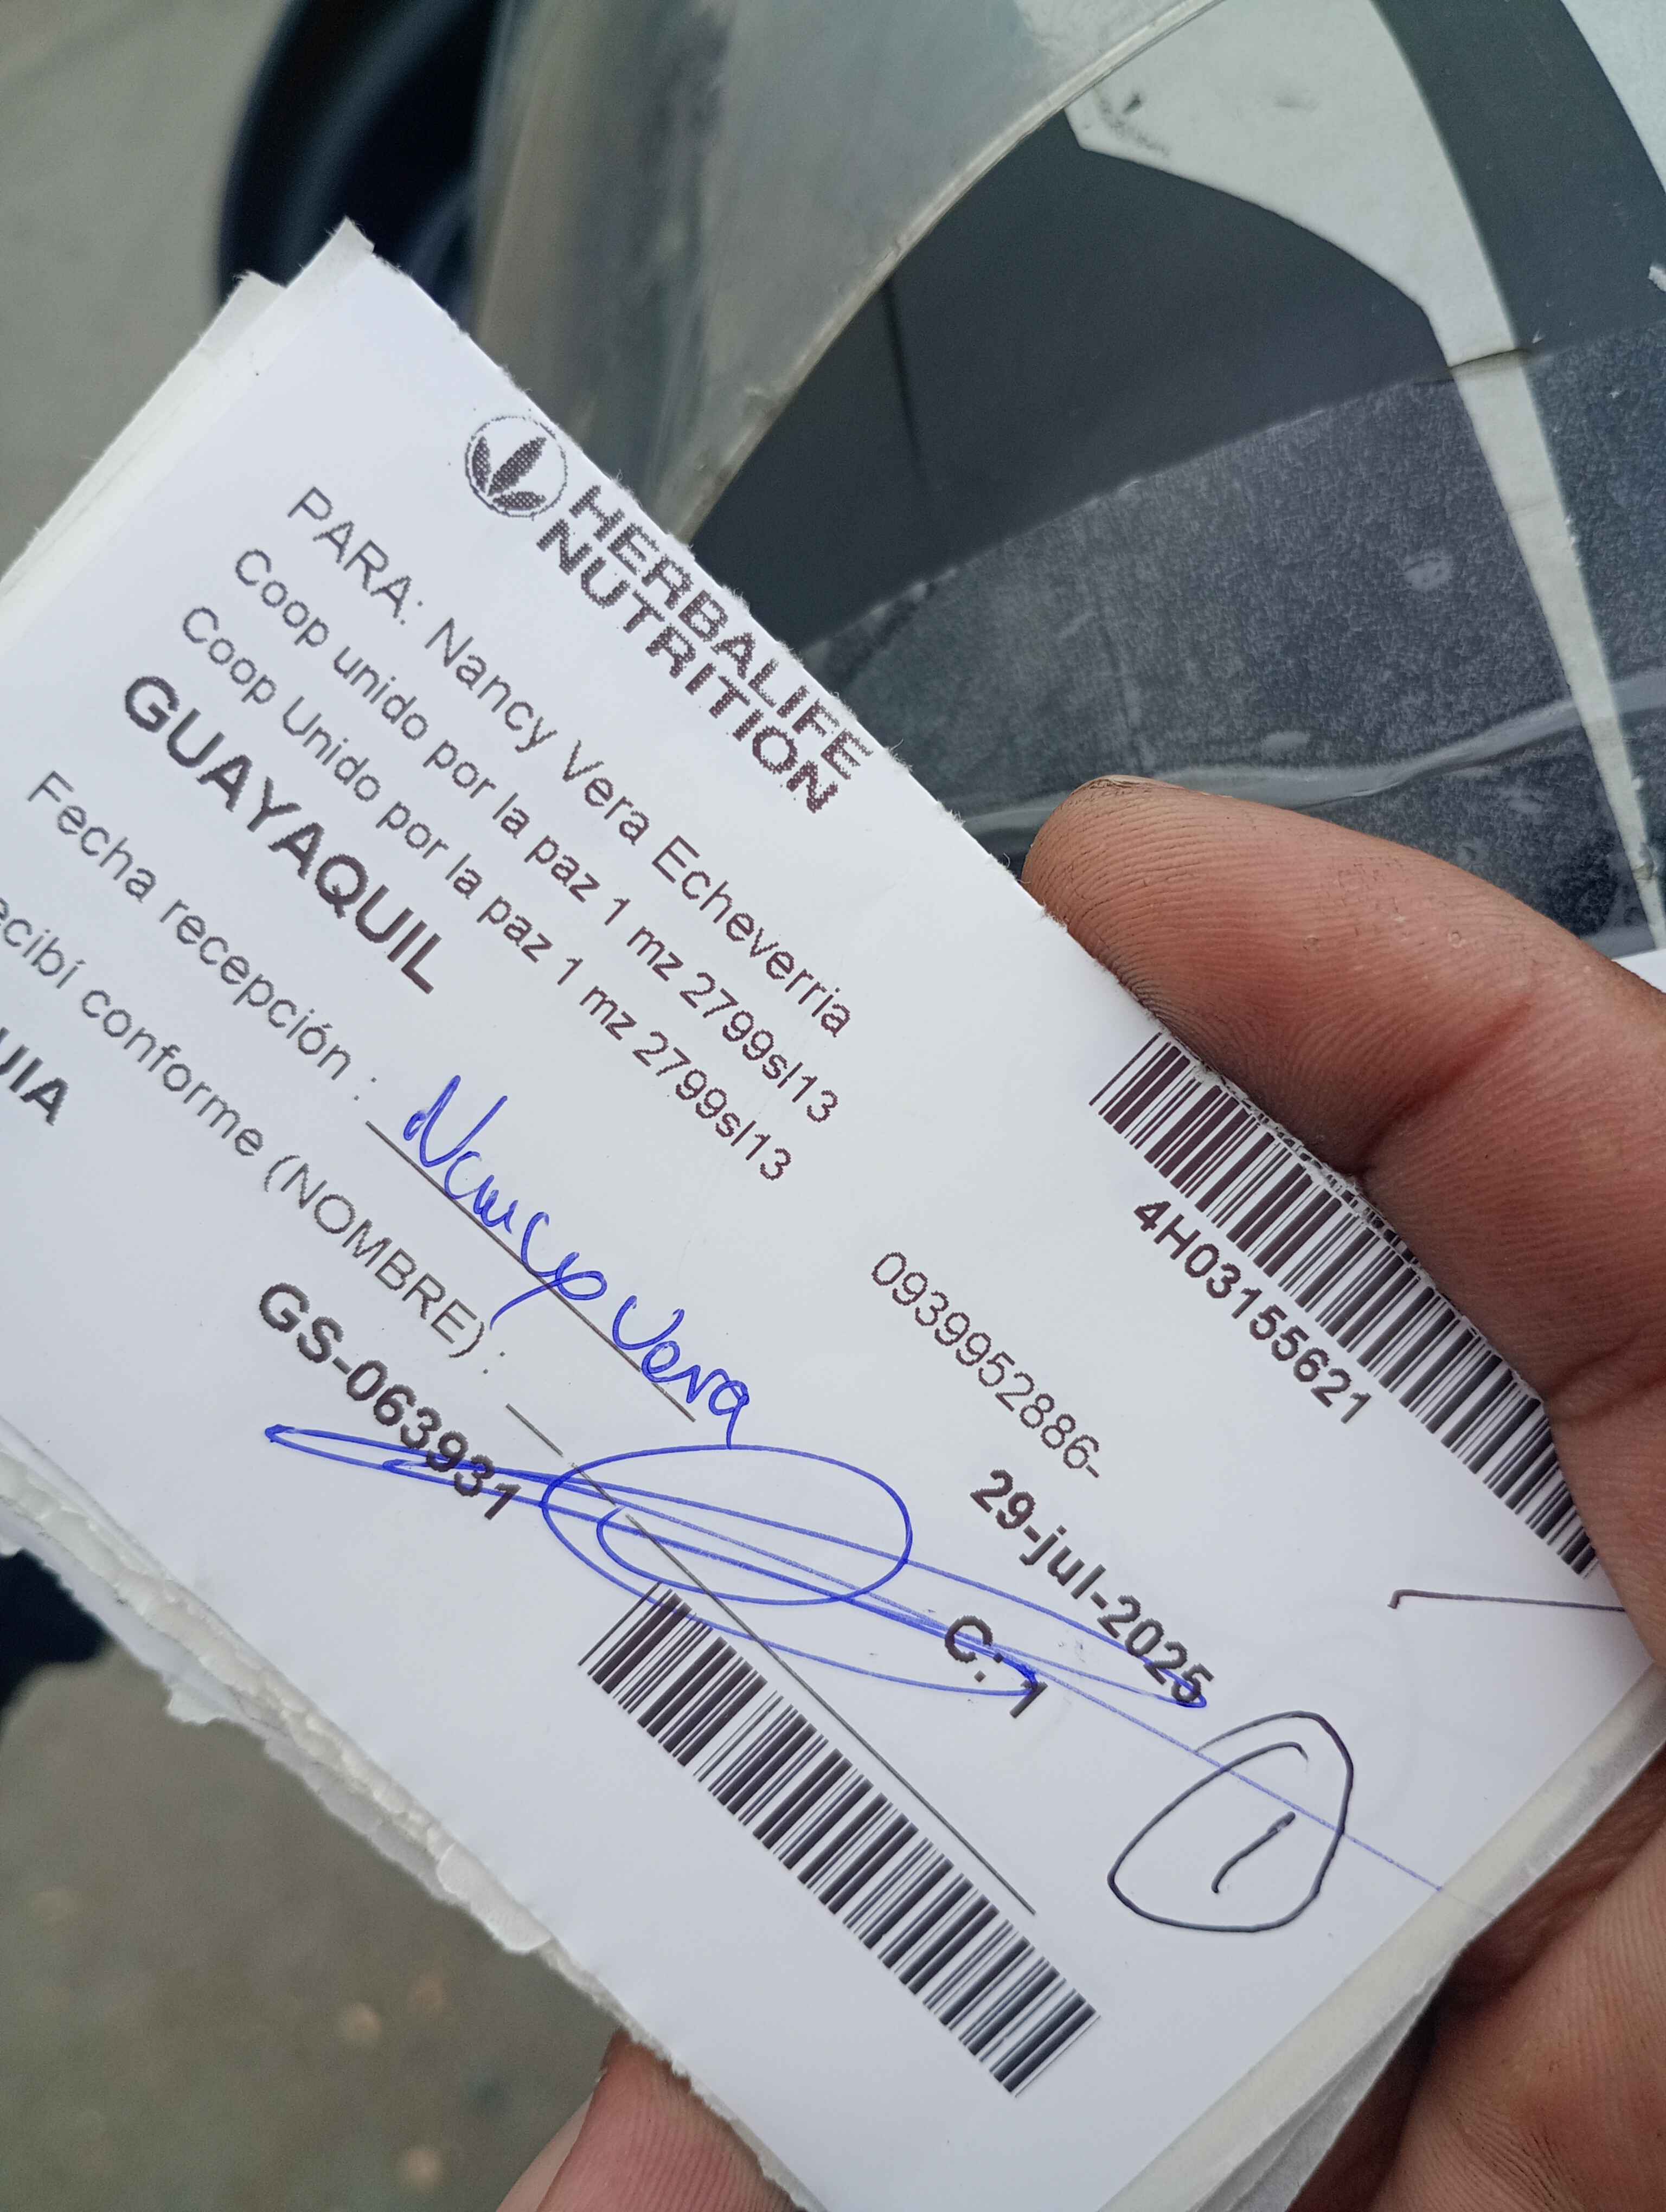 HERBALIFE
NUTRITION
4H03155621
PARA: Nancy Vera Echeverria
Coop unido por la paz 1 mz 2799sl13
Coop Unido por la paz 1 mz 2799sl13
0939952886-
GUAYAQUIL
29-jul-2025
Fecha recepción : Nancy Vera
C: 1
ecibí conforme (NOMBRE) :
GS-063931
UIA
1